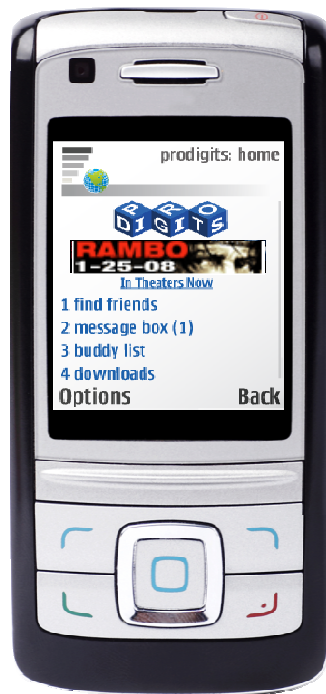 prodigits: home
PRO
DIGITS
RAMBO
1-25-08
In Theaters Now
1 find friends
2 message box (1)
3 buddy list
4 downloads
Options Back